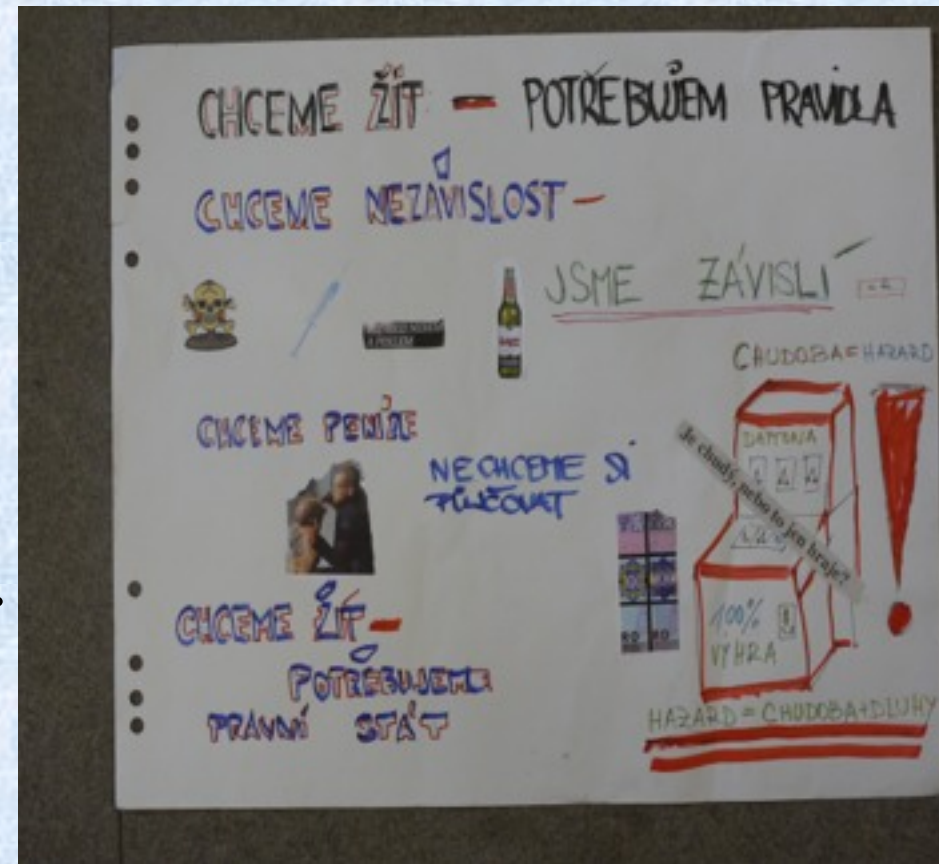 CHCEME ŽÍT - POTŘEBUJEM PRAVIDLA
CHCEME NEZÁVISLOST -
JSME ZÁVISLÍ
CHUDOBA = HAZARD
CHCEME PENÍZE
NECHCEME SI
PŮJČOVAT
Je chudý, nebo to jen hraje?
100%
VÝHRA
CHCEME ŽÍT -
POTŘEBUJEME
PRÁVNÍ STÁT
HAZARD = CHUDOBA + DLUHY